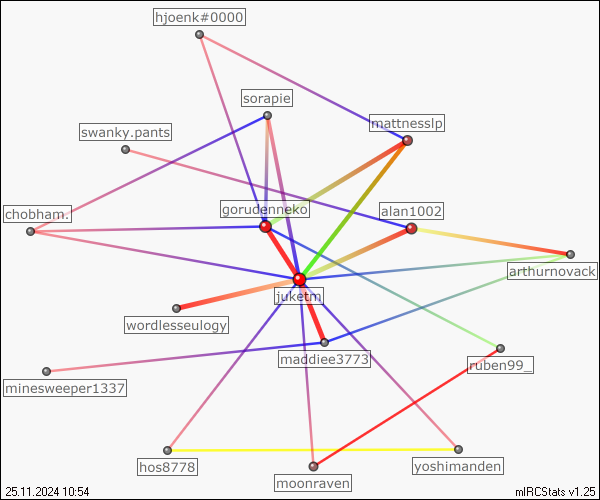 hjoenk#0000
sorapie
mattnesslp
swanky.pants
gorudenneko
alan1002
chobham.
arthurnovack
juketm
wordlesseulogy
maddiee3773
ruben99_
minesweeper1337
hos8778
yoshimanden
moonraven
25.11.2024 10:54
mIRCStats v1.25